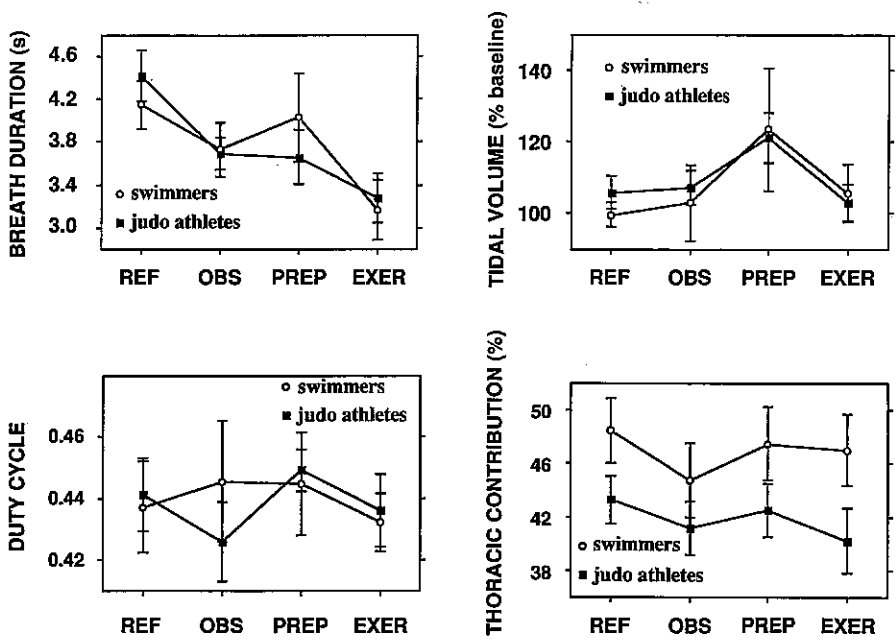 BREATH DURATION (s)
4.6
4.2
3.8
3.4
3.0
swimmers
judo athletes
REF OBS PREP EXER
TIDAL VOLUME (% baseline)
140
120
100
swimmers
judo athletes
REF OBS PREP EXER
DUTY CYCLE
0.46
0.44
0.42
swimmers
judo athletes
REF OBS PREP EXER
THORACIC CONTRIBUTION (%)
50
46
42
38
swimmers
judo athletes
REF OBS PREP EXER